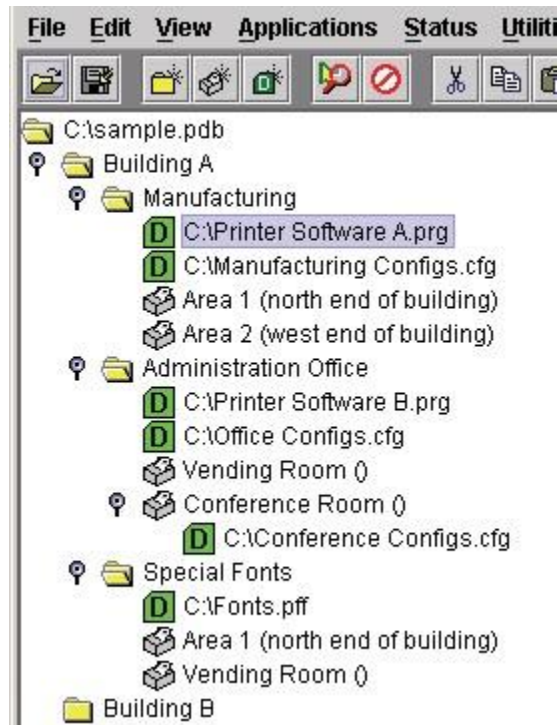 File Edit View Applications Status Utiliti
C:\sample.pdb
Building A
Manufacturing
D C:\Printer Software A.prg
D C:\Manufacturing Configs.cfg
Area 1 (north end of building)
Area 2 (west end of building)
Administration Office
D C:\Printer Software B.prg
D C:\Office Configs.cfg
Vending Room ()
Conference Room ()
D C:\Conference Configs.cfg
Special Fonts
D C:\Fonts.pff
Area 1 (north end of building)
Vending Room ()
Building B